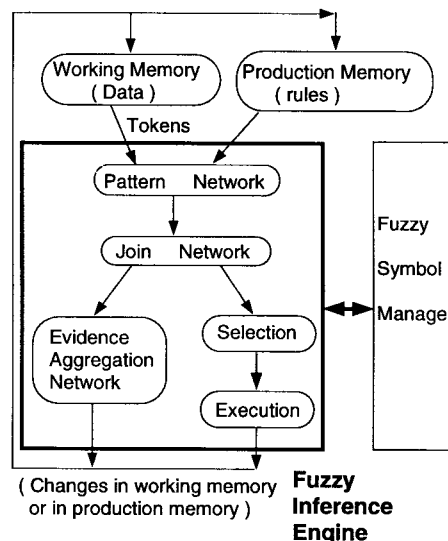 Working Memory
( Data )
Production Memory
( rules )
Tokens
Pattern Network
Join Network
Fuzzy
Symbol
Manage
Evidence
Aggregation
Network
Selection
Execution
( Changes in working memory
or in production memory )
Fuzzy
Inference
Engine